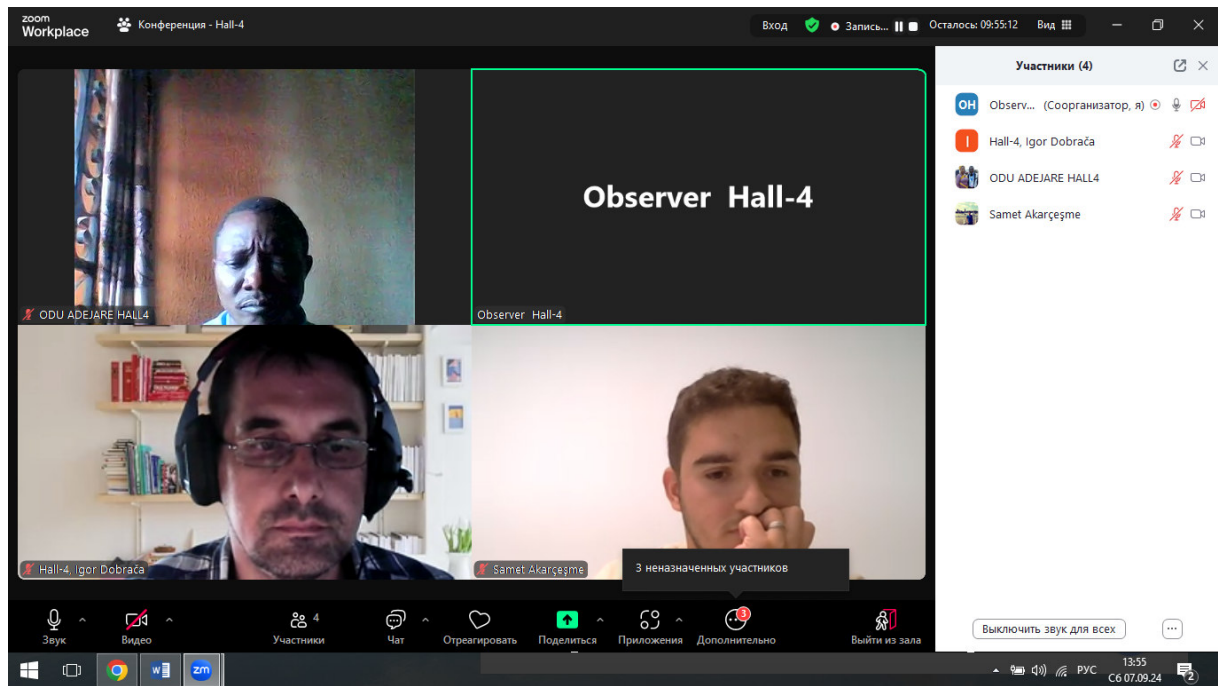 zoom
Workplace
Конференция - Hall-4
Вход
Запись...
Осталось: 09:55:12
Вид
Участники (4)
OH
Observ... (Соорганизатор, я)
I
Hall-4, Igor Dobrača
ODU ADEJARE HALL4
Samet Akarçeşme
Observer Hall-4
ODU ADEJARE HALL4
Observer Hall-4
Hall-4, Igor Dobrača
Samet Akarçeşme
3 неназначенных участников
4
3
Звук
Видео
Участники
Чат
Отреагировать
Поделиться
Приложения
Дополнительно
Выйти из зала
Выключить звук для всех
W
zm
РУС
13:55
Сб 07.09.24
2